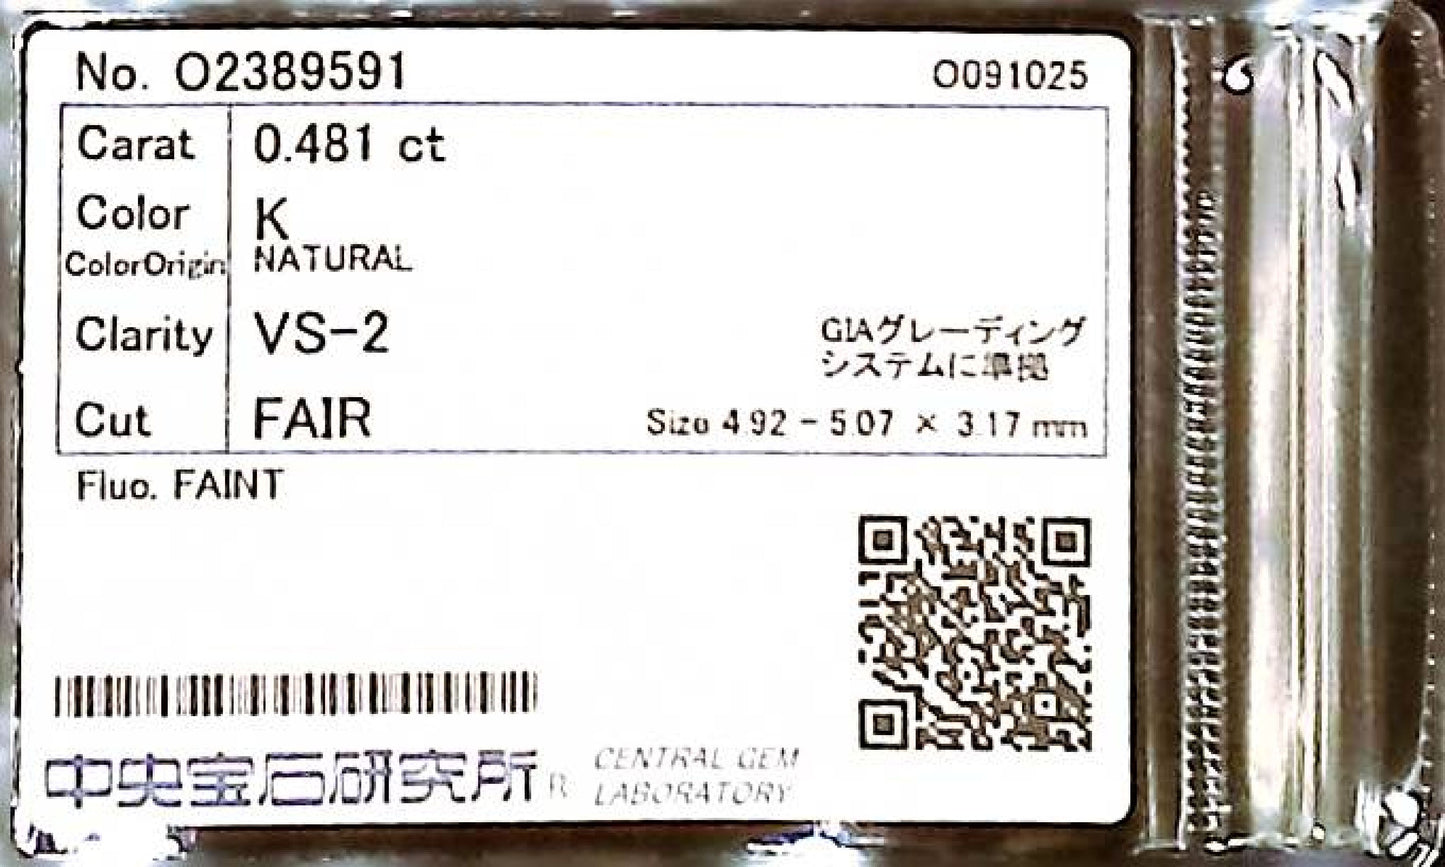 No. O2389591
O091025
Carat 0.481 ct
Color K
ColorOrigin NATURAL
Clarity VS-2
GIAグレーディング
システムに準拠
Cut FAIR
Size 4.92 - 5.07 × 3.17 mm
Fluo. FAINT
中央宝石研究所®
CENTRAL GEM
LABORATORY